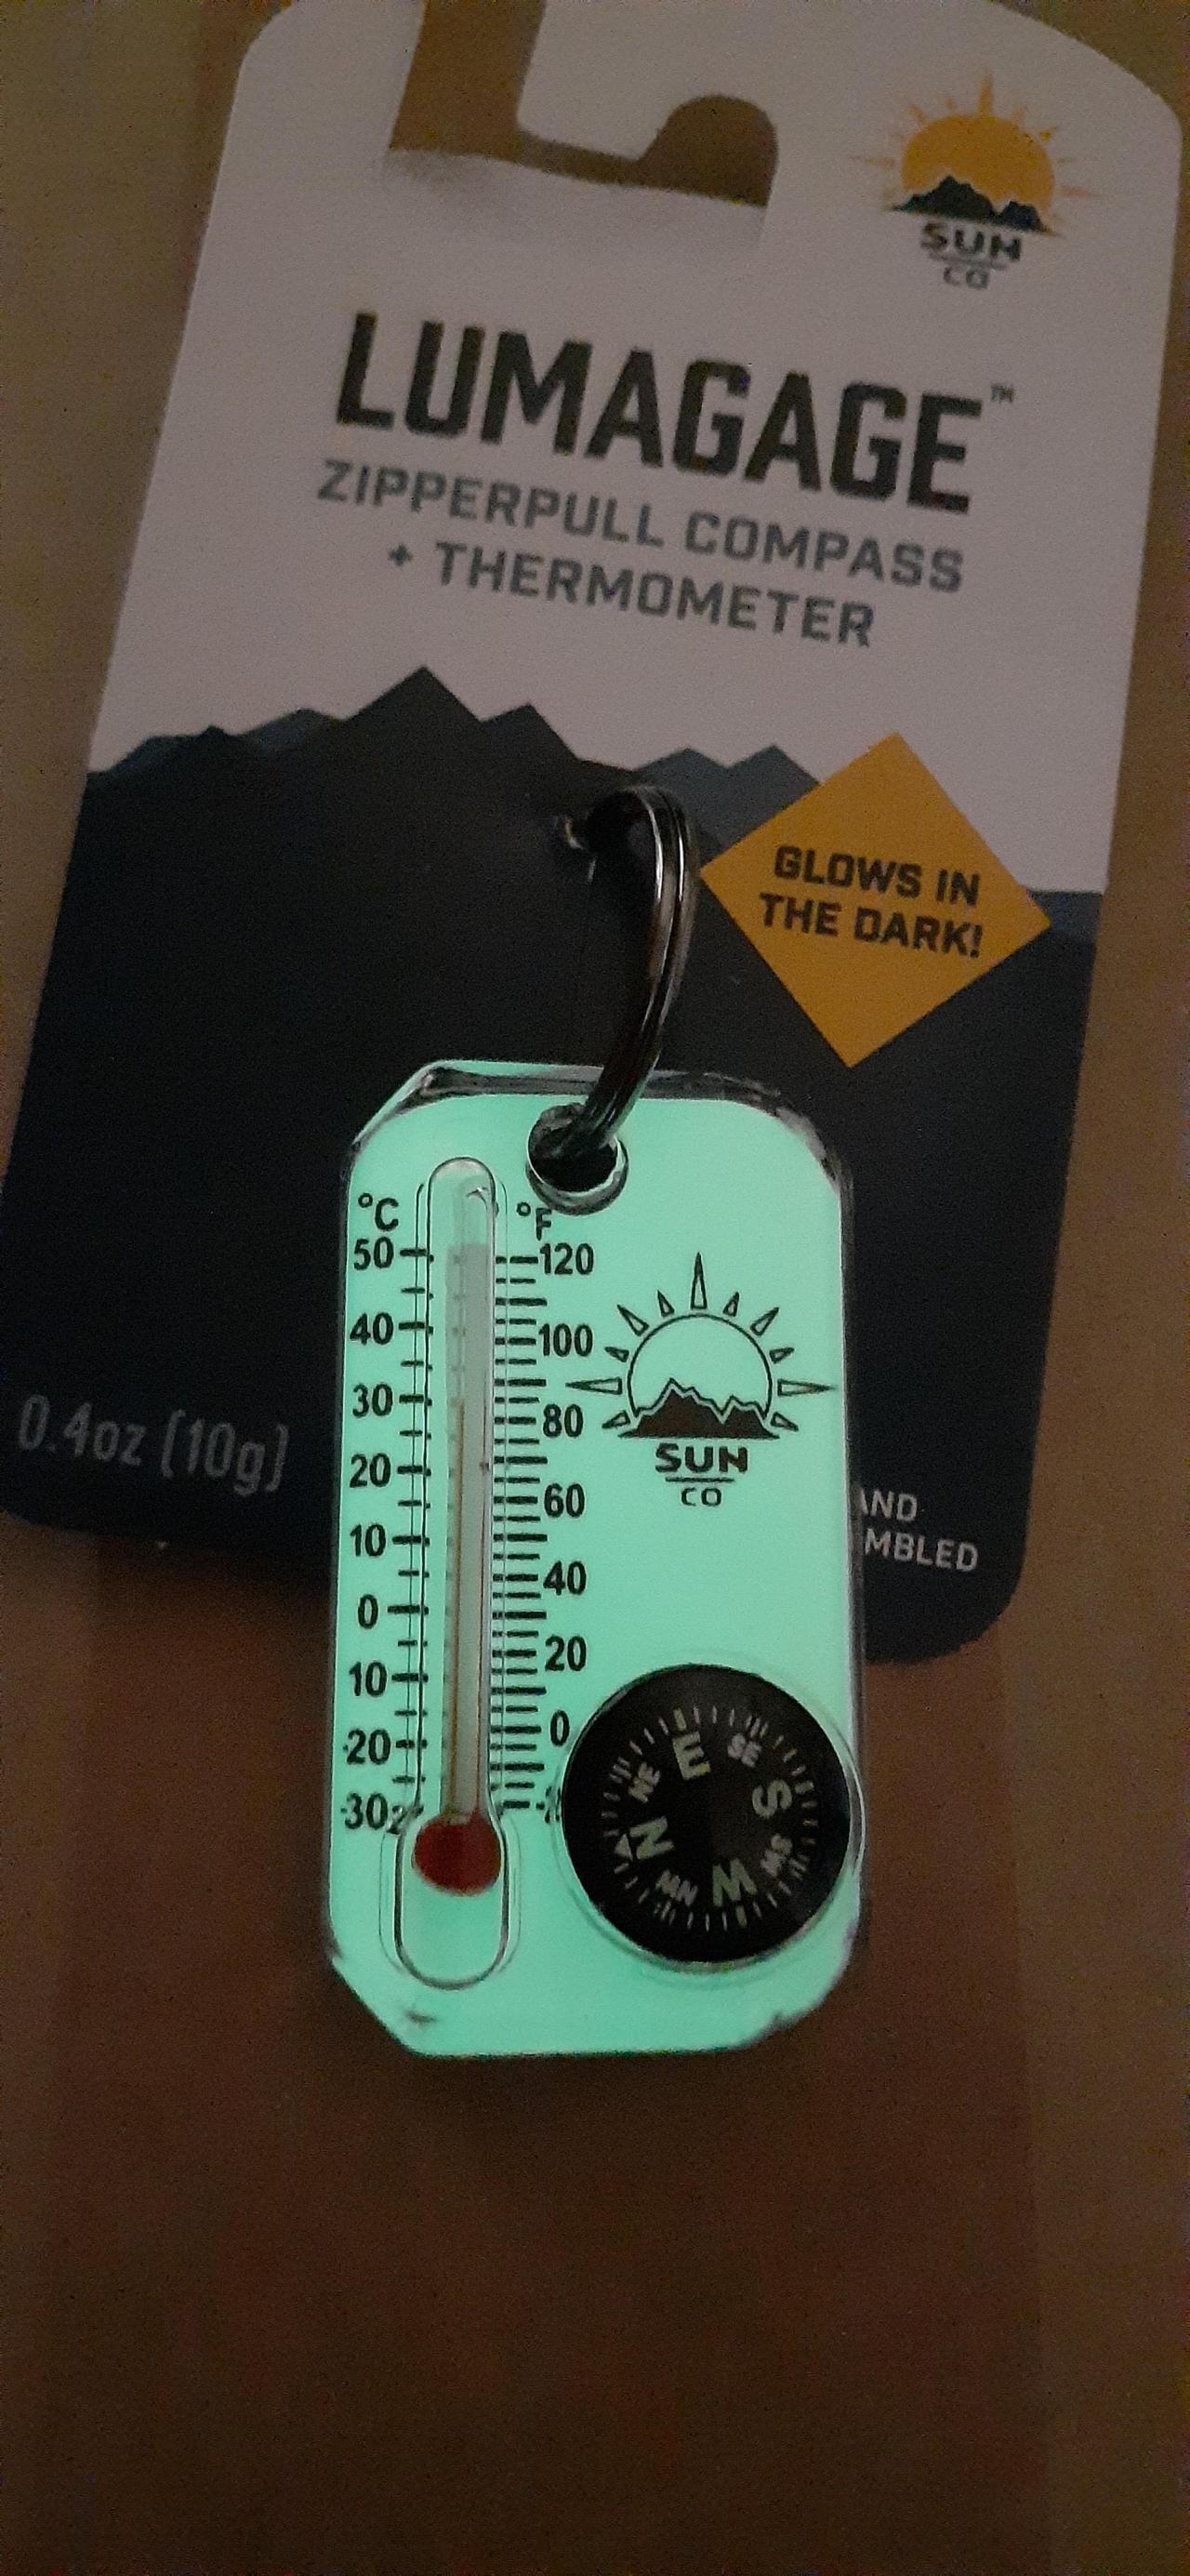 SUN
CO
LUMAGAGE™
ZIPPERPULL COMPASS
+ THERMOMETER
GLOWS IN
THE DARK!
0.4oz (10g)
AND
MBLED
°C °F
50 120
40 100
30 80
20 60
10 40
0 20
10 0
-20
-30
SUN
CO
N NE E SE S SW W NW